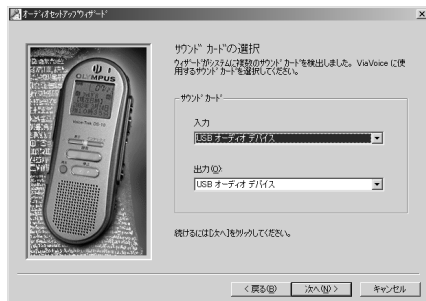 オーディオセットアップウィザード
サウンド カードの選択
ウィザードがシステムに複数のサウンド カードを検出しました。 ViaVoice に使
用するサウンド カードを選択してください。
サウンド カード
入力
USB オーディオ デバイス
出力(O)
USB オーディオ デバイス
続けるには[次へ]をクリックしてください。
< 戻る(B)
次へ(N) >
キャンセル
OLYMPUS
Voice-Trek DS-10